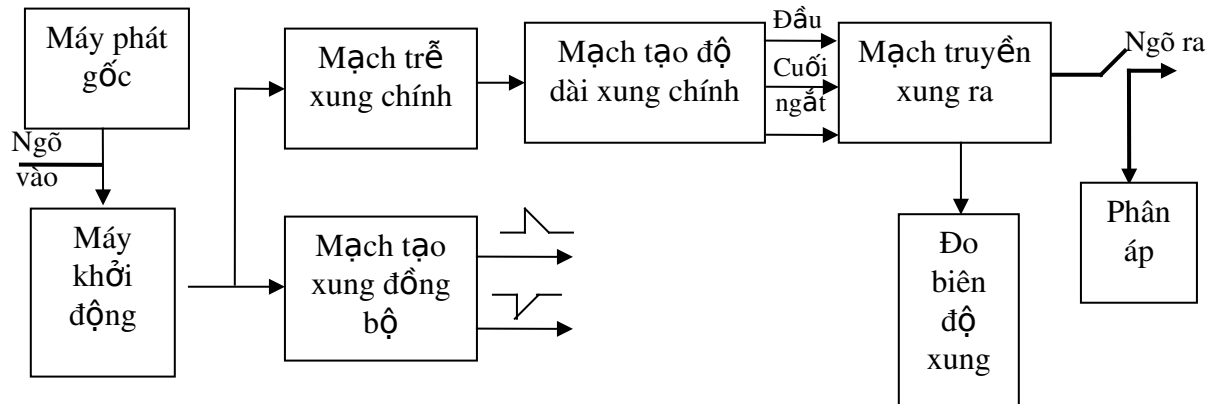 Máy phát
gốc
Ngõ
vào
Máy
khởi
động
Mạch trễ
xung chính
Mạch tạo
xung đồng
bộ
Mạch tạo độ
dài xung chính
Đầu
Cuối
ngắt
Mạch truyền
xung ra
Đo
biên
độ
xung
Ngõ ra
Phân
áp